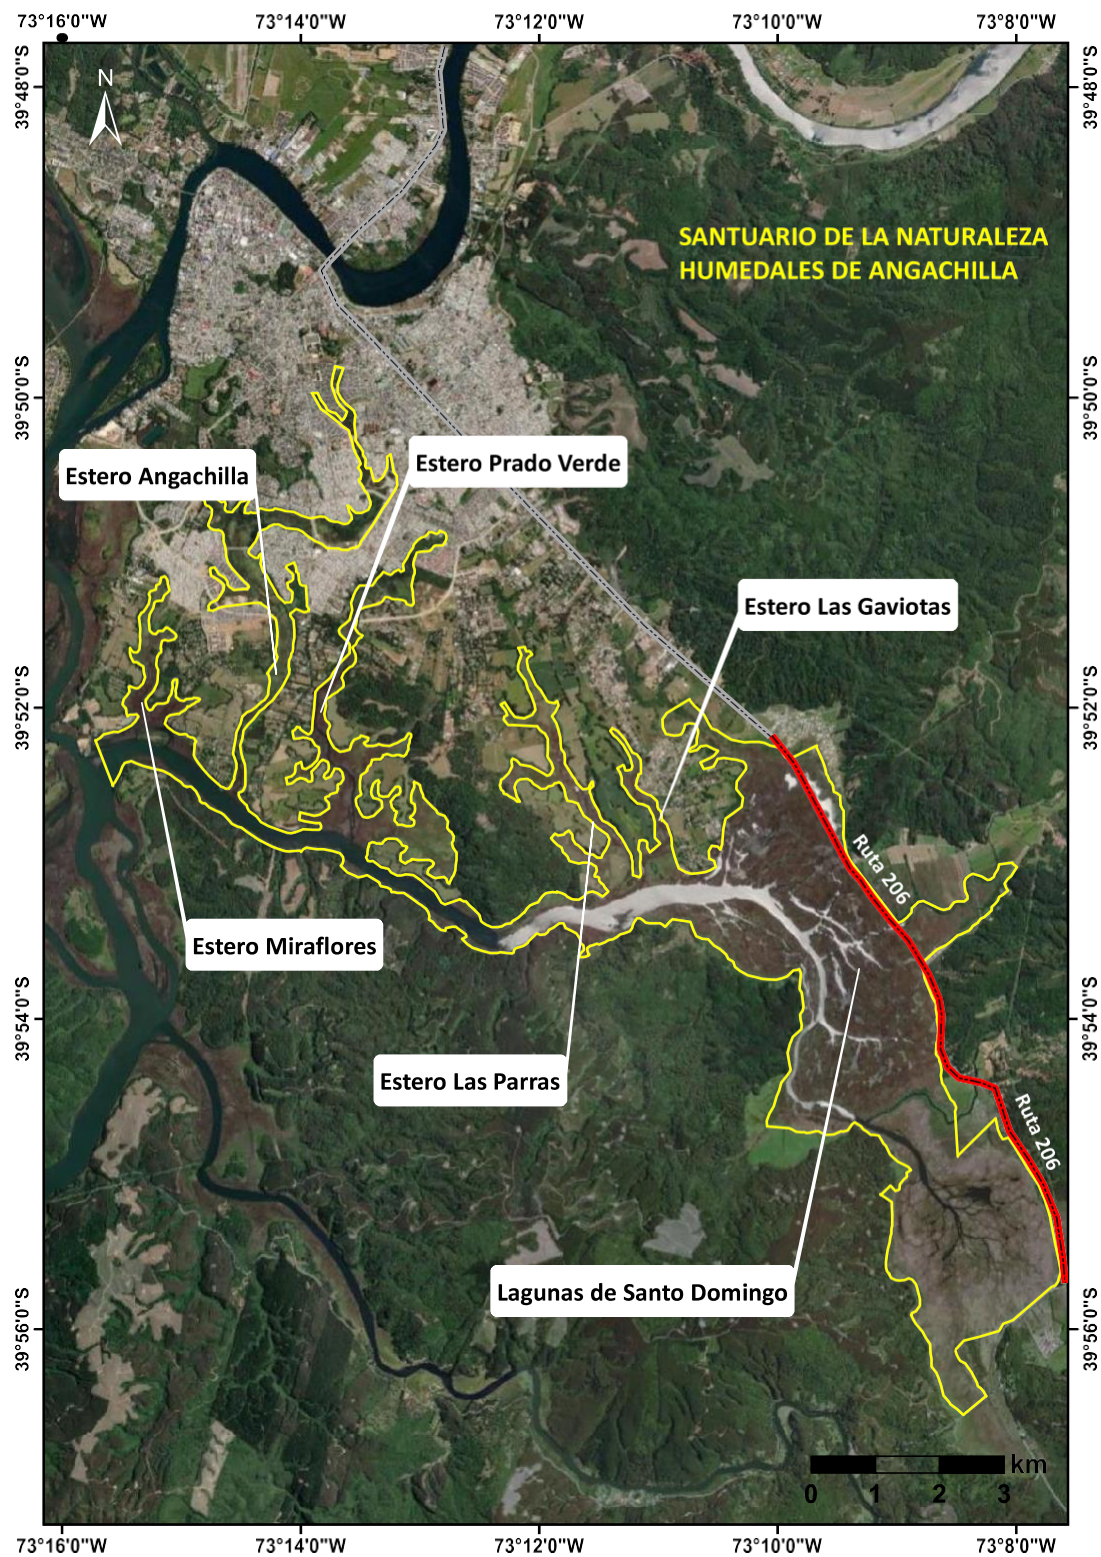 73°16'0"W 73°14'0"W 73°12'0"W 73°10'0"W 73°8'0"W
N
39°48'0"S 39°48'0"S
SANTUARIO DE LA NATURALEZA
HUMEDALES DE ANGACHILLA
39°50'0"S 39°50'0"S
Estero Angachilla
Estero Prado Verde
Estero Las Gaviotas
39°52'0"S 39°52'0"S
Ruta 206
Estero Miraflores
39°54'0"S 39°54'0"S
Estero Las Parras
Ruta 206
Lagunas de Santo Domingo
39°56'0"S 39°56'0"S
km
0 1 2 3
73°16'0"W 73°14'0"W 73°12'0"W 73°10'0"W 73°8'0"W